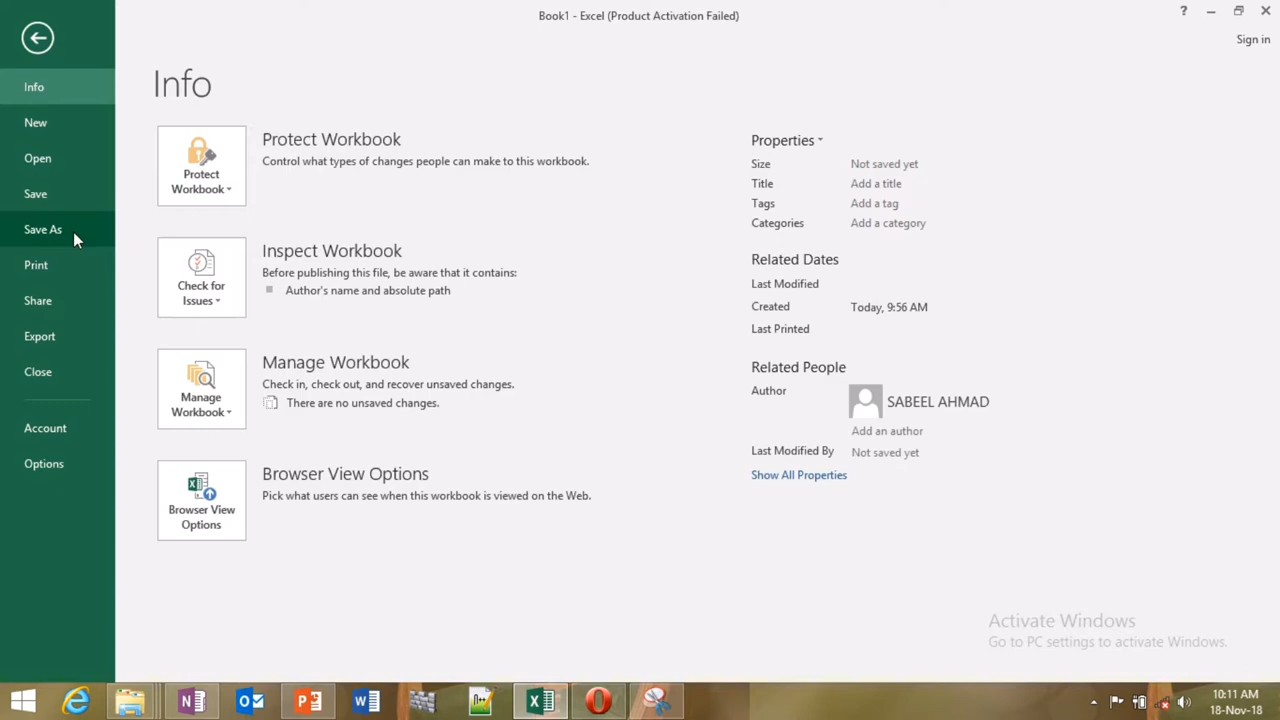 Book1 - Excel (Product Activation Failed)
?
Sign in
Info
New
Open
Save
Save As
Print
Share
Export
Close
Account
Options
Info
Protect
Workbook
Protect Workbook
Control what types of changes people can make to this workbook.
Check for
Issues
Inspect Workbook
Before publishing this file, be aware that it contains:
Author's name and absolute path
Manage
Workbook
Manage Workbook
Check in, check out, and recover unsaved changes.
There are no unsaved changes.
Browser View
Options
Browser View Options
Pick what users can see when this workbook is viewed on the Web.
Properties
Size Not saved yet
Title Add a title
Tags Add a tag
Categories Add a category
Related Dates
Last Modified
Created Today, 9:56 AM
Last Printed
Related People
Author SABEEL AHMAD
Add an author
Last Modified By Not saved yet
Show All Properties
Activate Windows
Go to PC settings to activate Windows.
10:11 AM
18-Nov-18